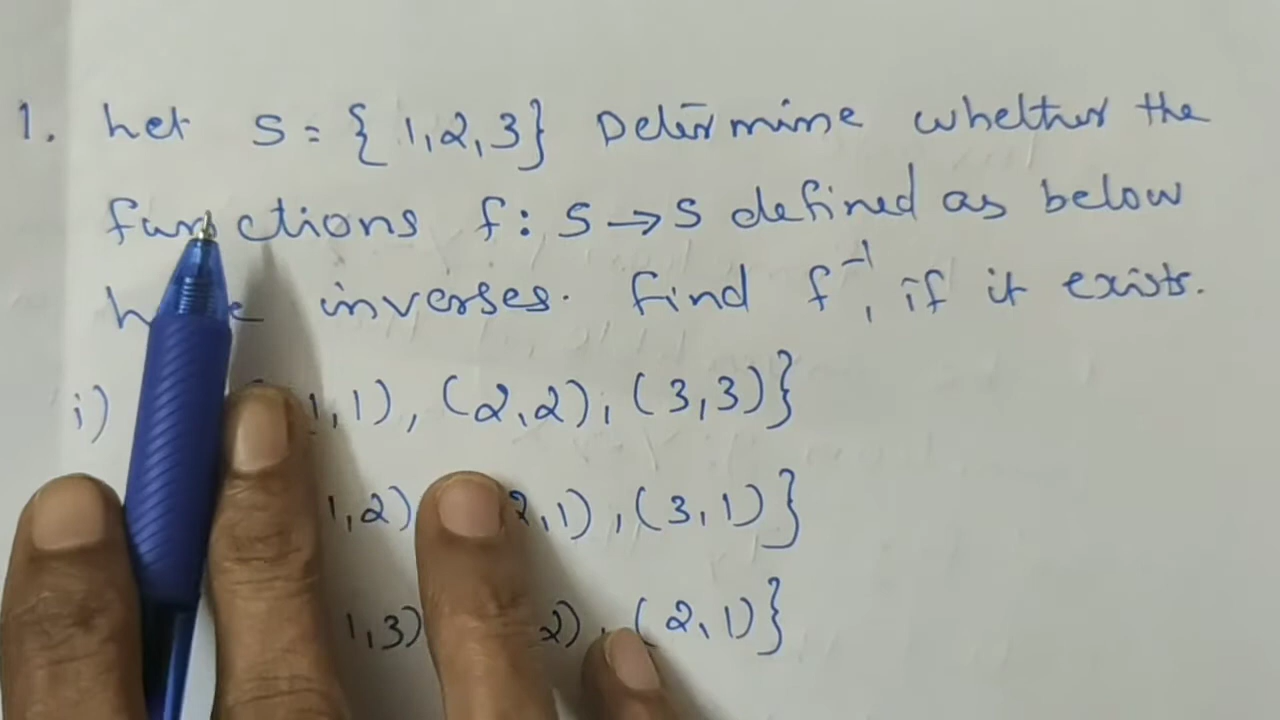 1. Let S = { 1,2,3} Determine whether the
functions f: S → S defined as below
have inverses. Find f⁻¹, if it exists.
i) 1,1), (2,2), (3,3)}
1,2) 2,1), (3,1)}
1,3) 2), (2,1)}